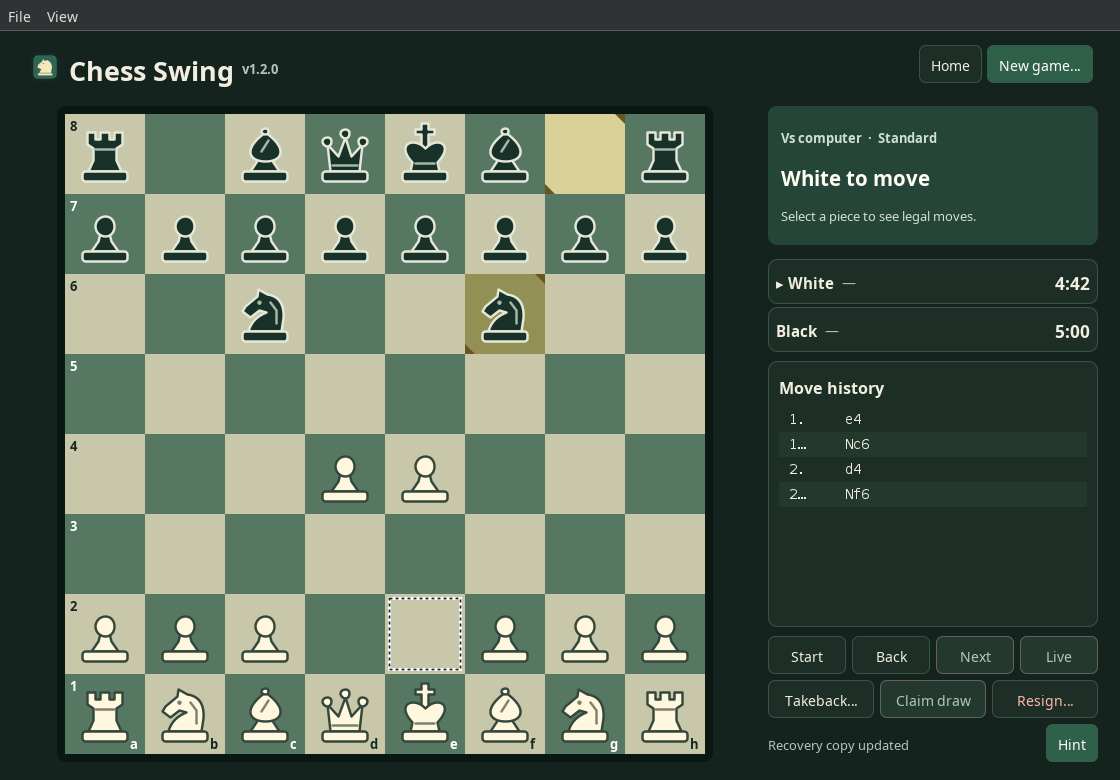 File View
Chess Swing v1.2.0
Home New game...
8
7
6
5
4
3
2
1
a b c d e f g h
Vs computer · Standard
White to move
Select a piece to see legal moves.
▸ White — 4:42
Black — 5:00
Move history
1. e4
1… Nc6
2. d4
2… Nf6
Start Back Next Live
Takeback... Claim draw Resign...
Recovery copy updated Hint